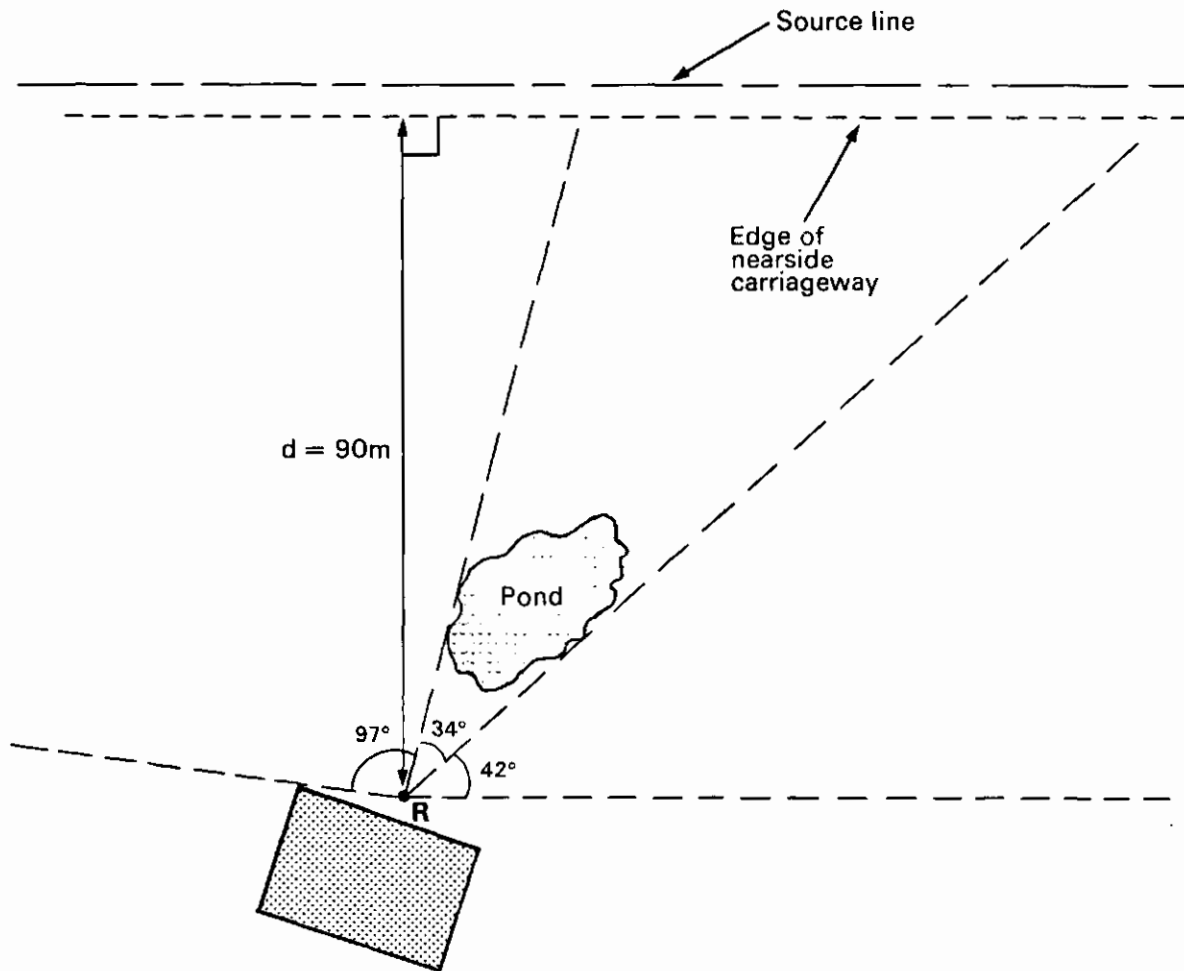 Source line
Edge of
nearside
carriageway
d = 90m
Pond
97°
34°
42°
R